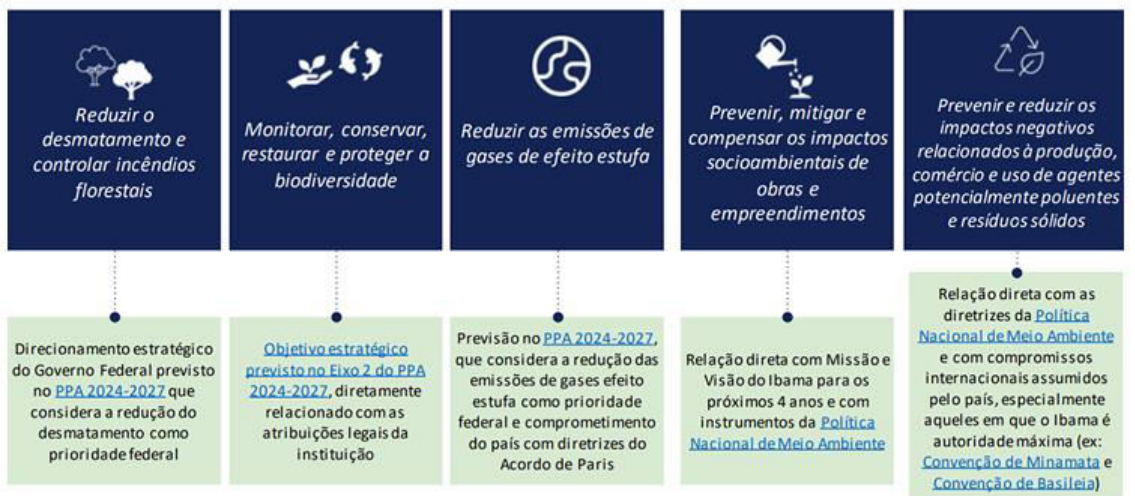 Reduzir o
desmatamento e
controlar incêndios
florestais
Monitorar, conservar,
restaurar e proteger a
biodiversidade
Reduzir as emissões de
gases de efeito estufa
Prevenir, mitigar e
compensar os impactos
socioambientais de
obras e
empreendimentos
Prevenir e reduzir os
impactos negativos
relacionados à produção,
comércio e uso de agentes
potencialmente poluentes
e resíduos sólidos
Direcionamento estratégico
do Governo Federal previsto
no PPA 2024-2027 que
considera a redução do
desmatamento como
prioridade federal
Objetivo estratégico
previsto no Eixo 2 do PPA
2024-2027, diretamente
relacionado com as
atribuições legais da
instituição
Previsão no PPA 2024-2027,
que considera a redução das
emissões de gases efeito
estufa como prioridade
federal e comprometimento
do país com diretrizes do
Acordo de Paris
Relação direta com Missão e
Visão do Ibama para os
próximos 4 anos e com
instrumentos da Política
Nacional de Meio Ambiente
Relação direta com as
diretrizes da Política
Nacional de Meio Ambiente
e com compromissos
internacionais assumidos
pelo país, especialmente
aqueles em que o Ibama é
autoridade máxima (ex:
Convenção de Minamata e
Convenção de Basileia)